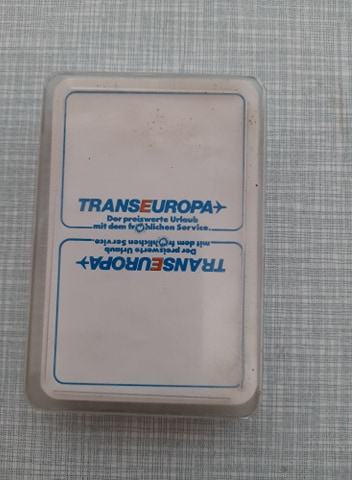 TRANSEUROPA
Der preiswerte Urlaub
mit dem fröhlichen Service.
mit dem fröhlichen Service.
Der preiswerte Urlaub
TRANSEUROPA